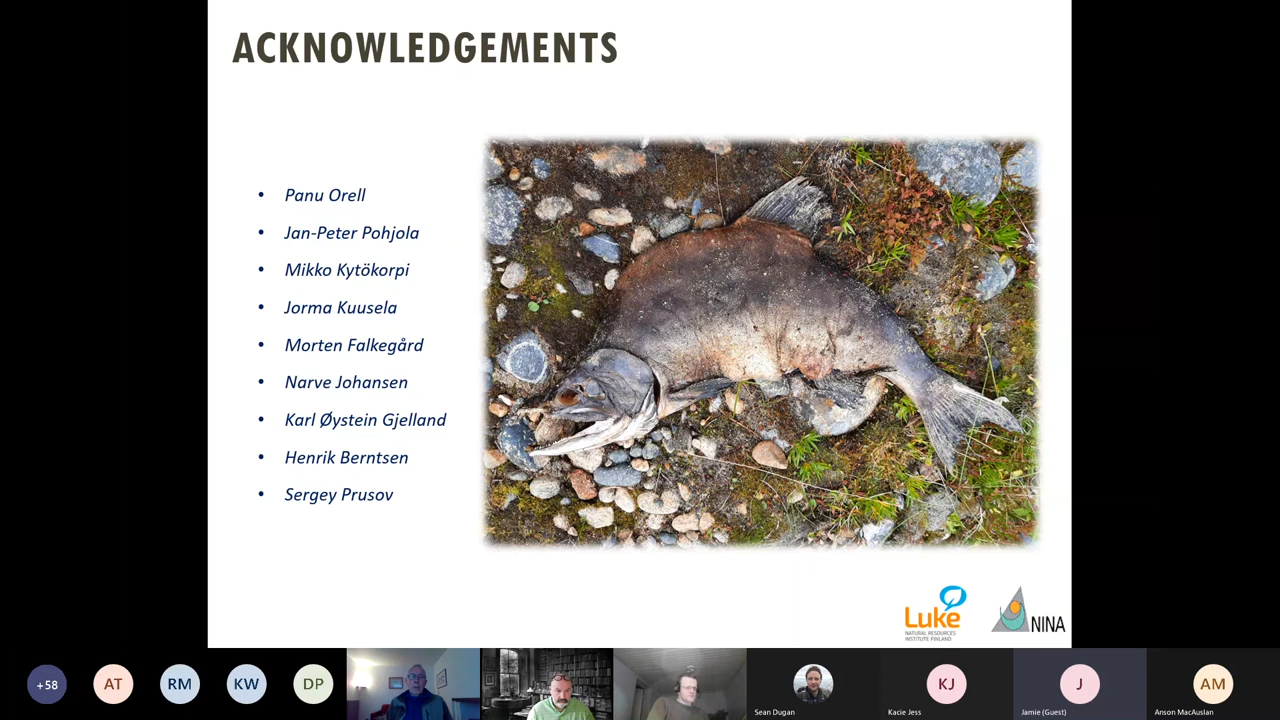 ACKNOWLEDGEMENTS
• Panu Orell
• Jan-Peter Pohjola
• Mikko Kytökorpi
• Jorma Kuusela
• Morten Falkegård
• Narve Johansen
• Karl Øystein Gjelland
• Henrik Berntsen
• Sergey Prusov
Luke
NATURAL RESOURCES
INSTITUTE FINLAND
NINA
+58
AT
RM
KW
DP
Sean Dugan
KJ
Kacie Jess
J
Jamie (Guest)
AM
Anson MacAuslan